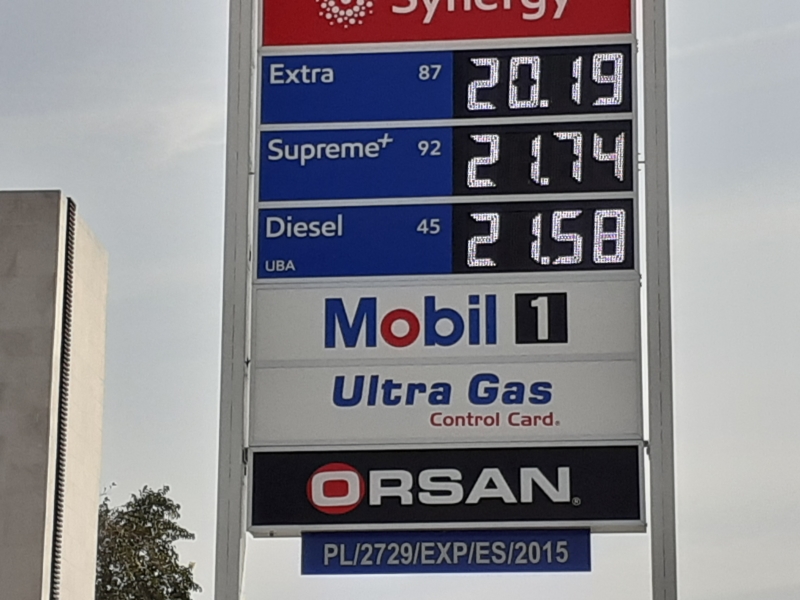 Synergy
Extra 87 20.19
Supreme+ 92 21.74
Diesel 45 21.58
UBA
Mobil 1
Ultra Gas
Control Card.
ORSAN®
PL/2729/EXP/ES/2015